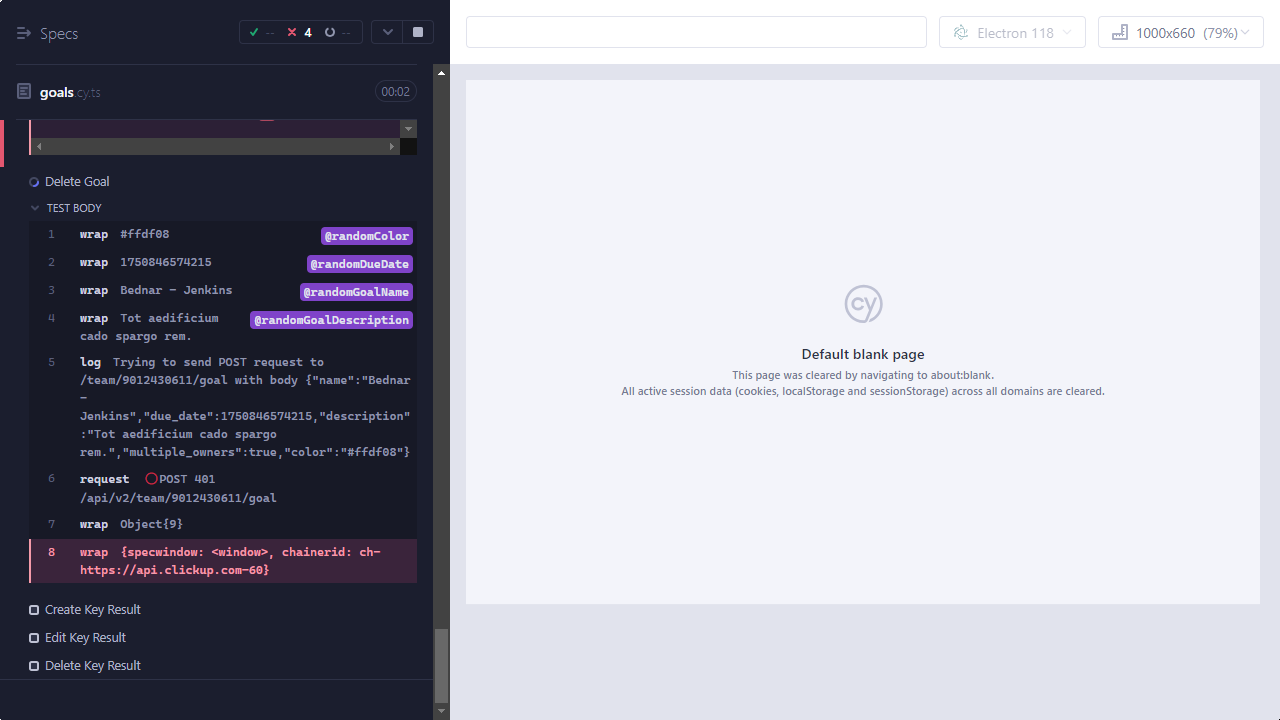 Specs
--
4
--
Electron 118
1000x660 (79%)
goals.cy.ts
00:02
Delete Goal
TEST BODY
1 wrap #ffdf08 @randomColor
2 wrap 1750846574215 @randomDueDate
3 wrap Bednar - Jenkins @randomGoalName
4 wrap Tot aedificium @randomGoalDescription
cado spargo rem.
5 log Trying to send POST request to
/team/9012430611/goal with body {"name":"Bednar
-
Jenkins","due_date":1750846574215,"description"
:"Tot aedificium cado spargo
rem.","multiple_owners":true,"color":"#ffdf08"}
6 request POST 401
/api/v2/team/9012430611/goal
7 wrap Object{9}
8 wrap {specwindow: <window>, chainerid: ch-
https://api.clickup.com-60}
Create Key Result
Edit Key Result
Delete Key Result
cy
Default blank page
This page was cleared by navigating to about:blank.
All active session data (cookies, localStorage and sessionStorage) across all domains are cleared.